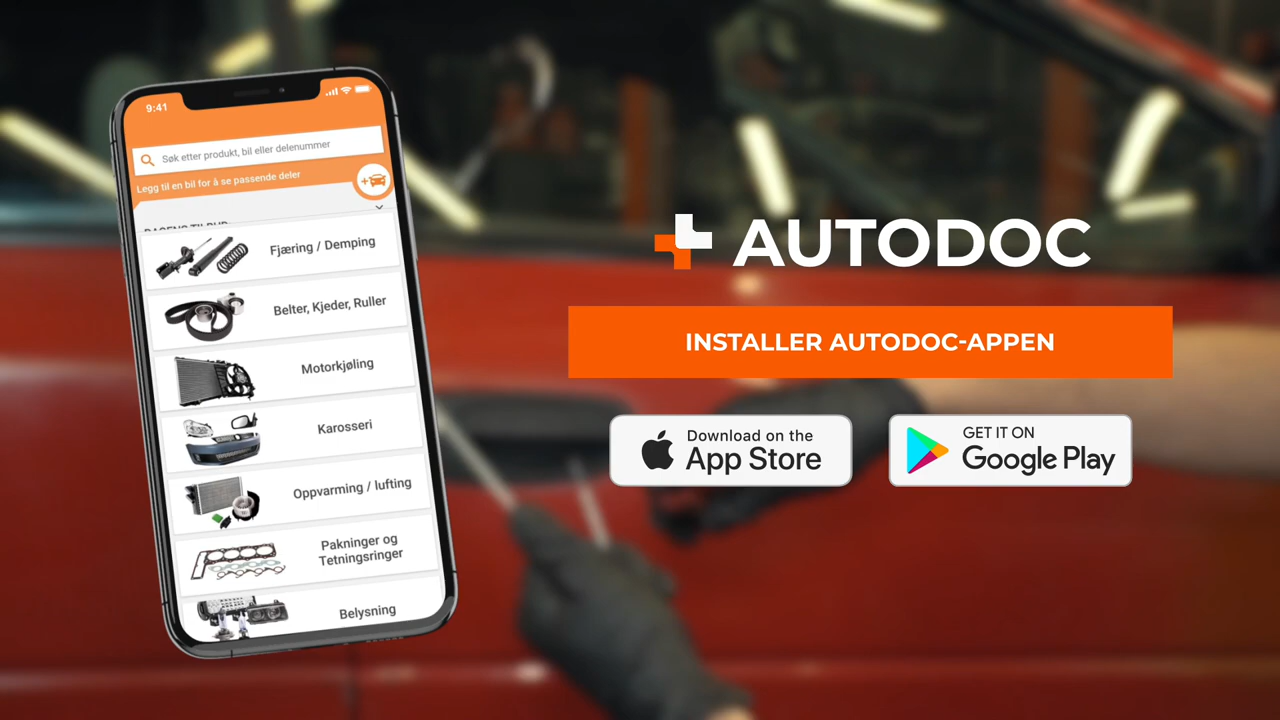 9:41
Søk etter produkt, bil eller delenummer
Legg til en bil for å se passende deler
Fjæring / Demping
Belter, Kjeder, Ruller
Motorkjøling
Karosseri
Oppvarming / lufting
Pakninger og
Tetningsringer
Belysning
AUTODOC
INSTALLER AUTODOC-APPEN
Download on the
App Store
GET IT ON
Google Play